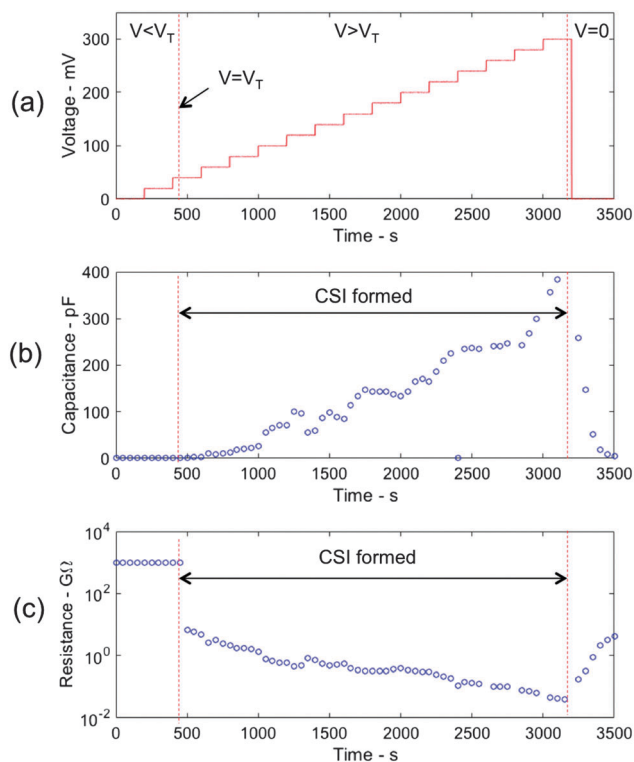 (a)
Voltage - mV
300
200
100
0
V<V_T
V=V_T
V>V_T
V=0
0 500 1000 1500 2000 2500 3000 3500
Time - s
(b)
Capacitance - pF
400
300
200
100
0
CSI formed
0 500 1000 1500 2000 2500 3000 3500
Time - s
(c)
Resistance - GΩ
10^4
10^2
10^0
10^-2
CSI formed
0 500 1000 1500 2000 2500 3000 3500
Time - s